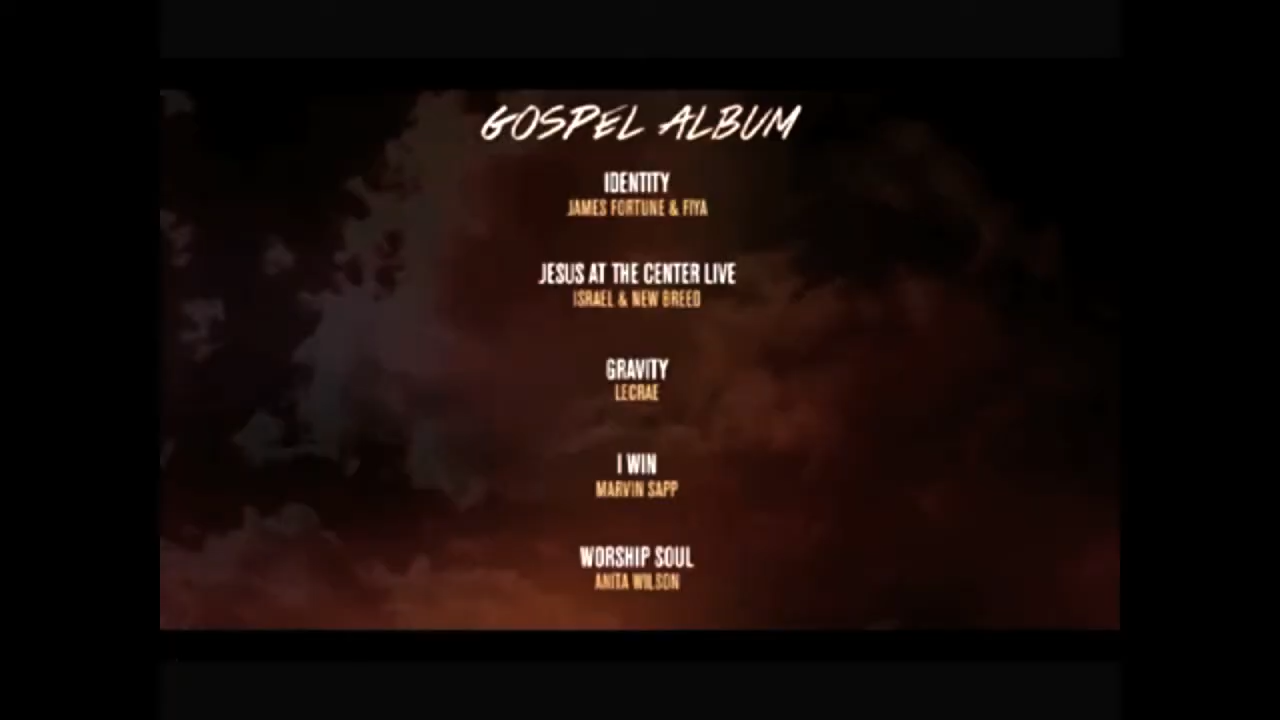 GOSPEL ALBUM
IDENTITY
JAMES FORTUNE & FIYA
JESUS AT THE CENTER LIVE
ISRAEL & NEW BREED
GRAVITY
LECRAE
I WIN
MARVIN SAPP
WORSHIP SOUL
ANITA WILSON